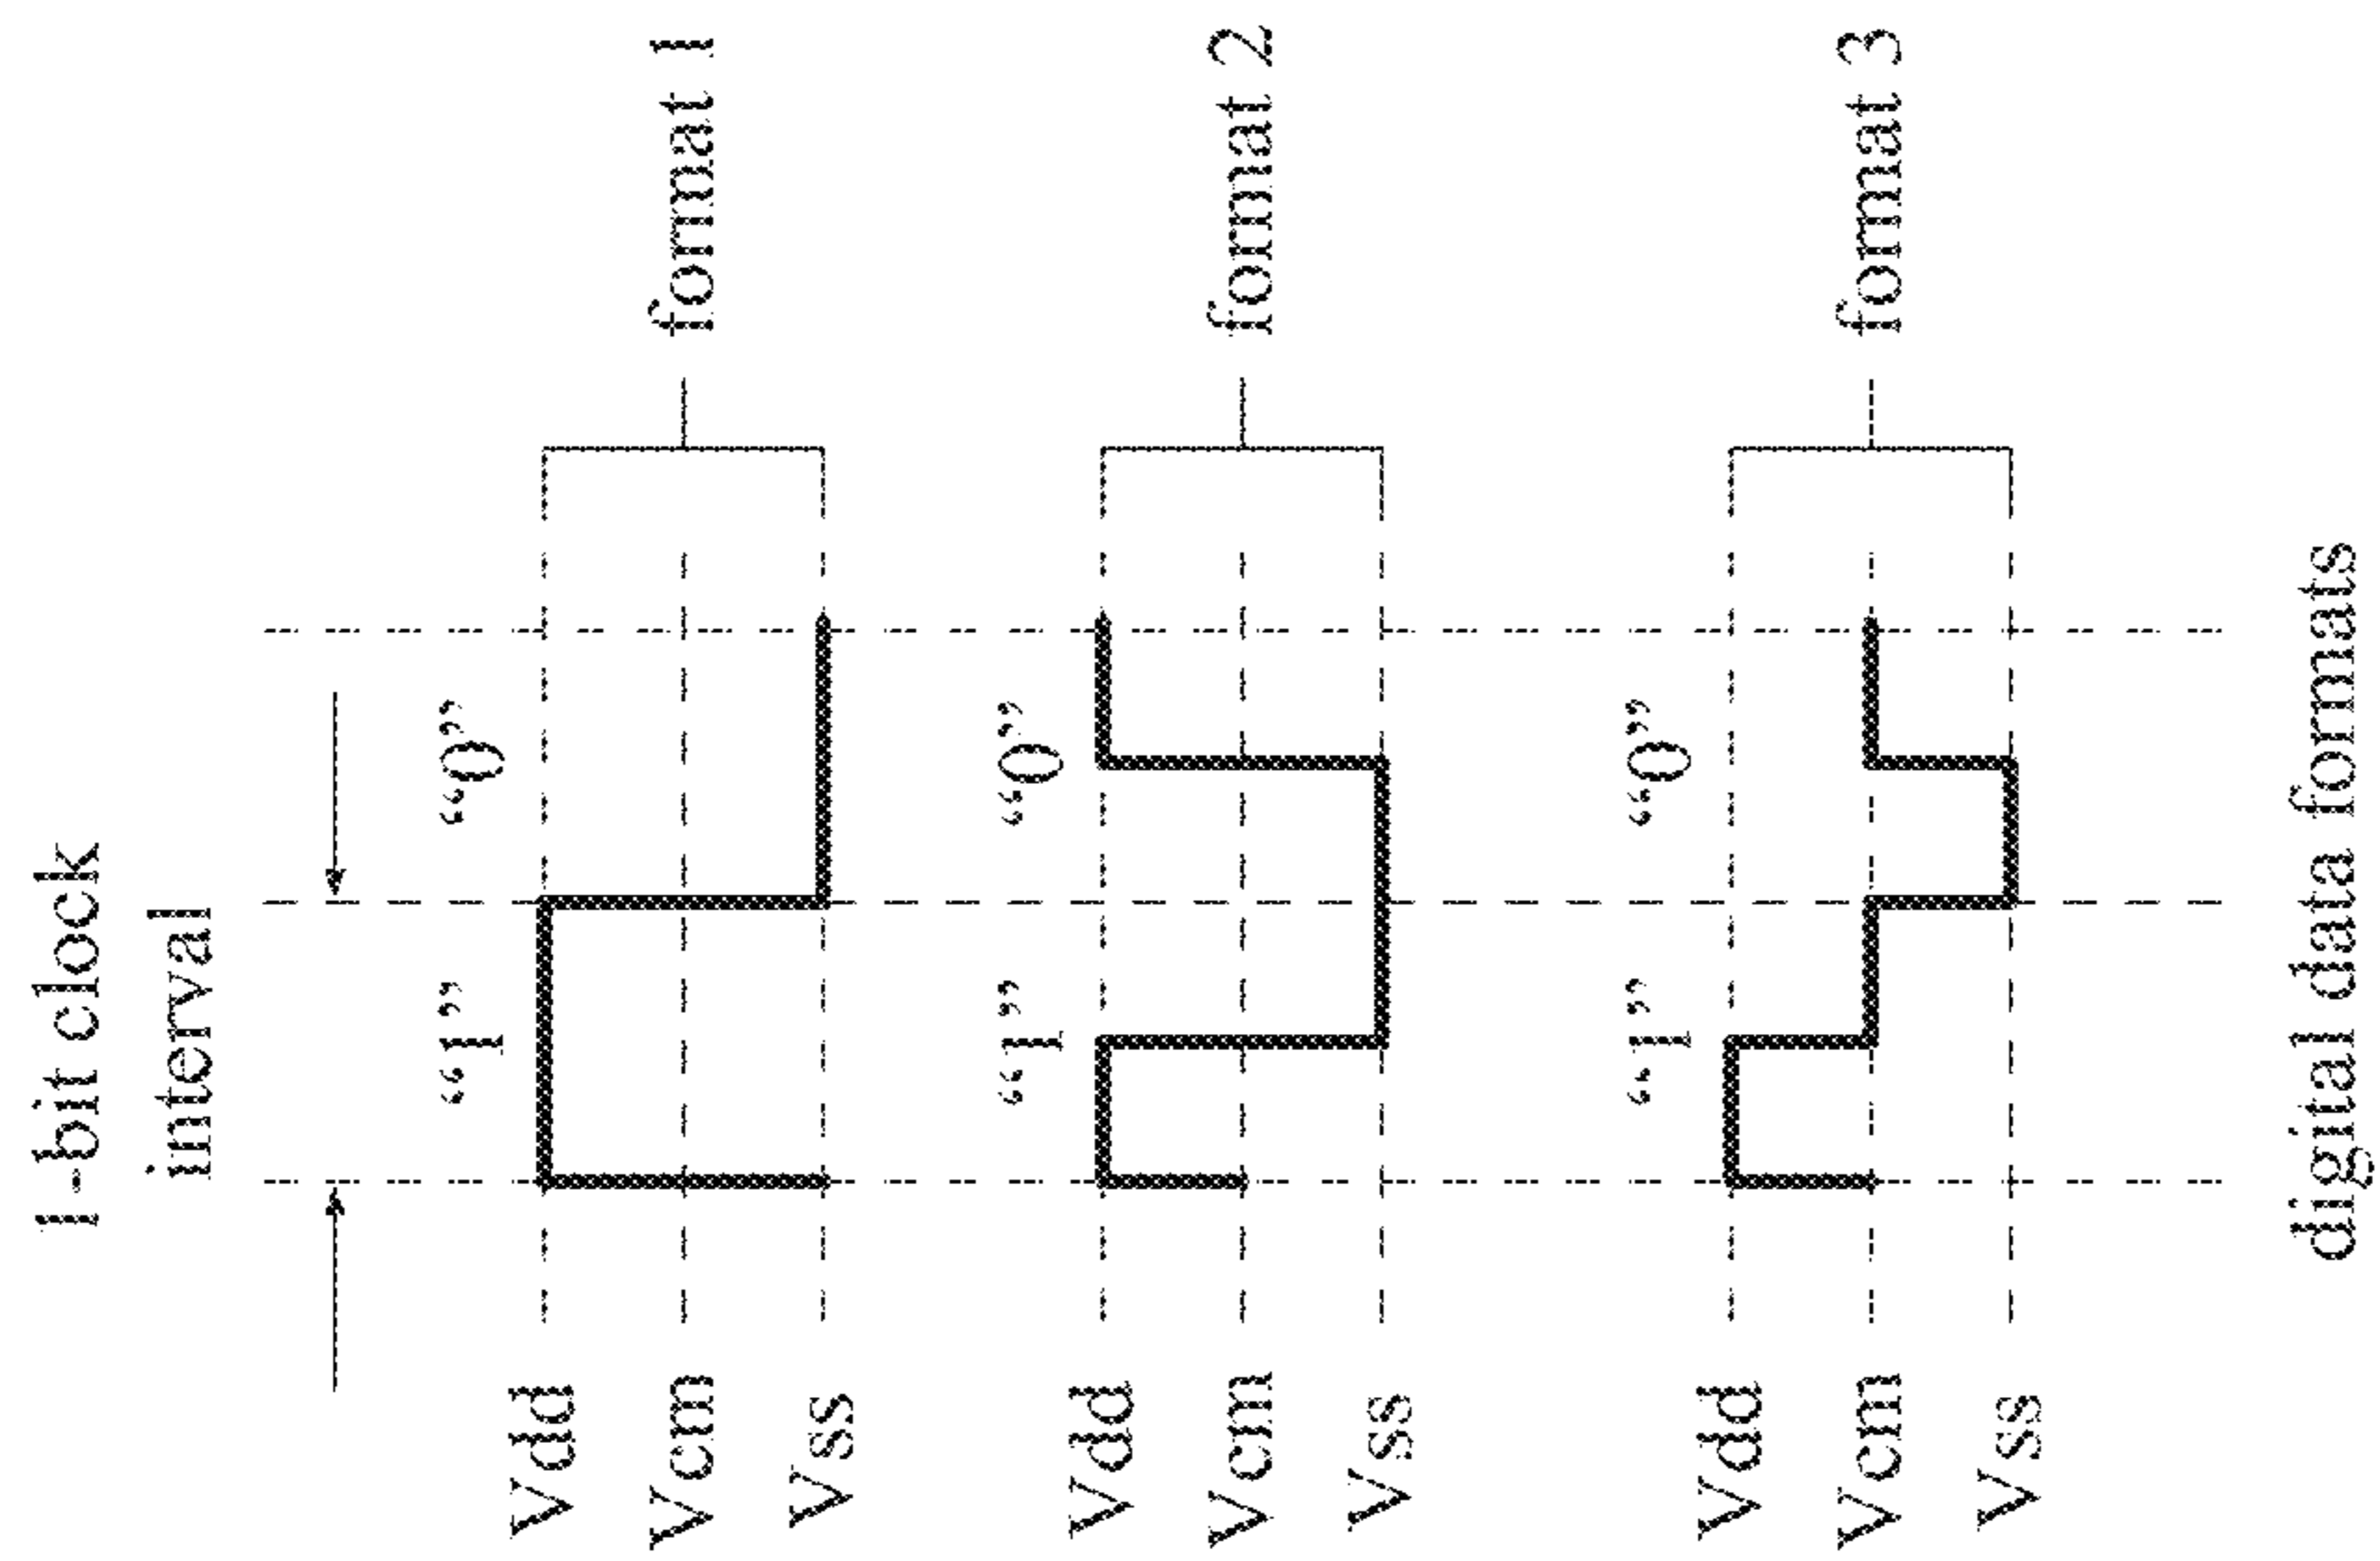 1-bit clock
interval
"1"
"0"
Vdd
Vcm
Vss
format 1
"1"
"0"
Vdd
Vcm
Vss
format 2
"1"
"0"
Vdd
Vcm
Vss
format 3
digital data formats